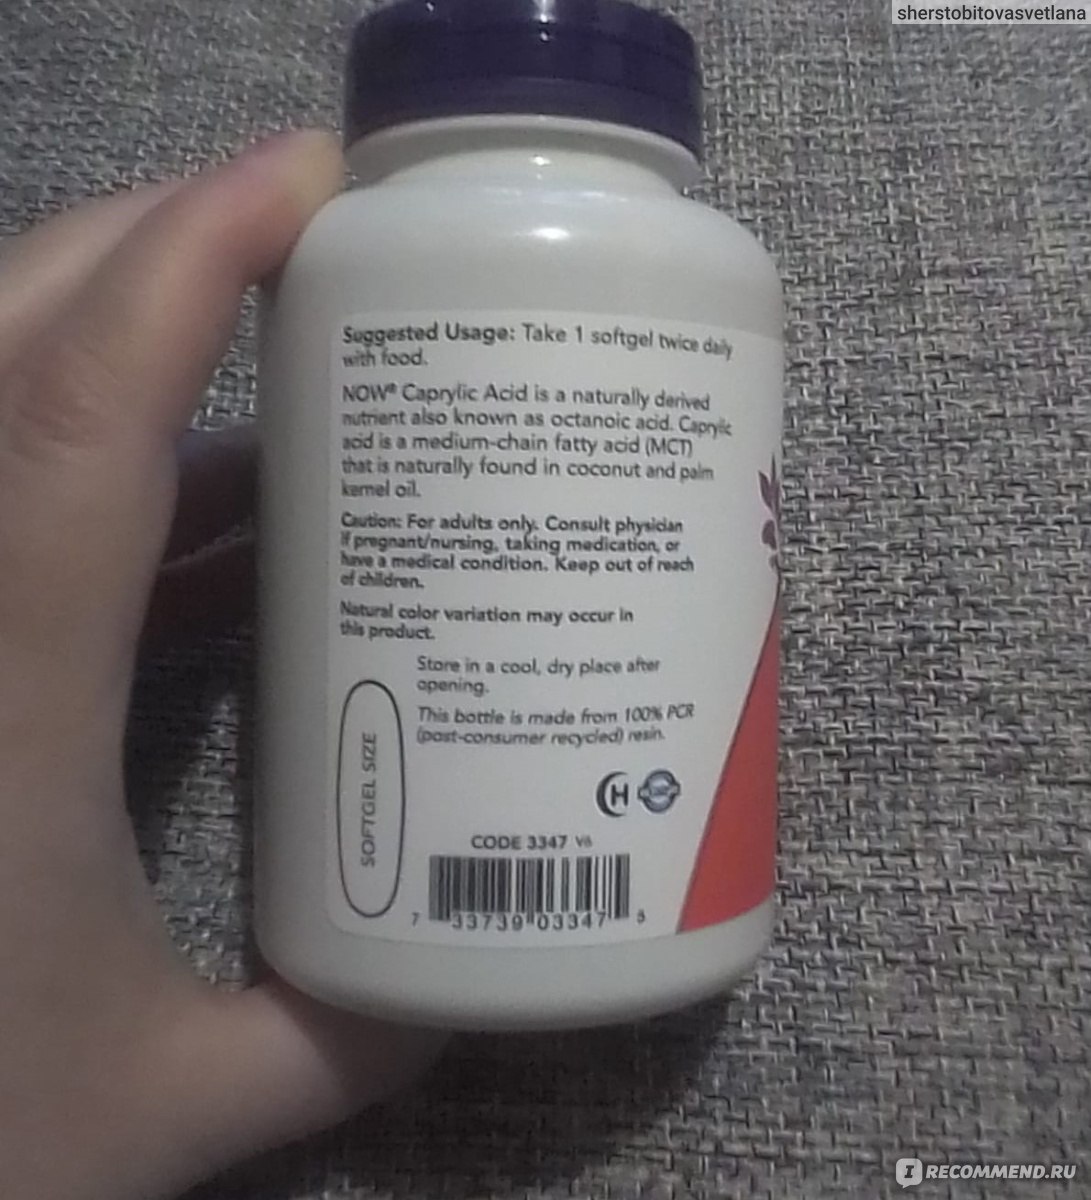 sherstobitovasvetlana
Suggested Usage: Take 1 softgel twice daily
with food.
NOW® Caprylic Acid is a naturally derived
nutrient also known as octanoic acid. Caprylic
acid is a medium-chain fatty acid (MCT)
that is naturally found in coconut and palm
kernel oil.
Caution: For adults only. Consult physician
if pregnant/nursing, taking medication, or
have a medical condition. Keep out of reach
of children.
Natural color variation may occur in
this product.
Store in a cool, dry place after
opening.
This bottle is made from 100% PCR
(post-consumer recycled) resin.
SOFTGEL SIZE
CH
CODE 3347 V6
7 33739 03347 5
IRECOMMEND.RU